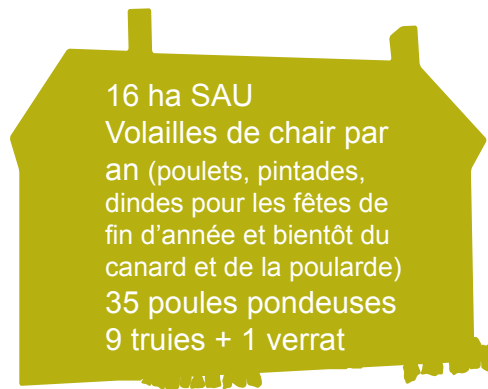 16 ha SAU
Volailles de chair par
an (poulets, pintades,
dindes pour les fêtes de
fin d’année et bientôt du
canard et de la poularde)
35 poules pondeuses
9 truies + 1 verrat